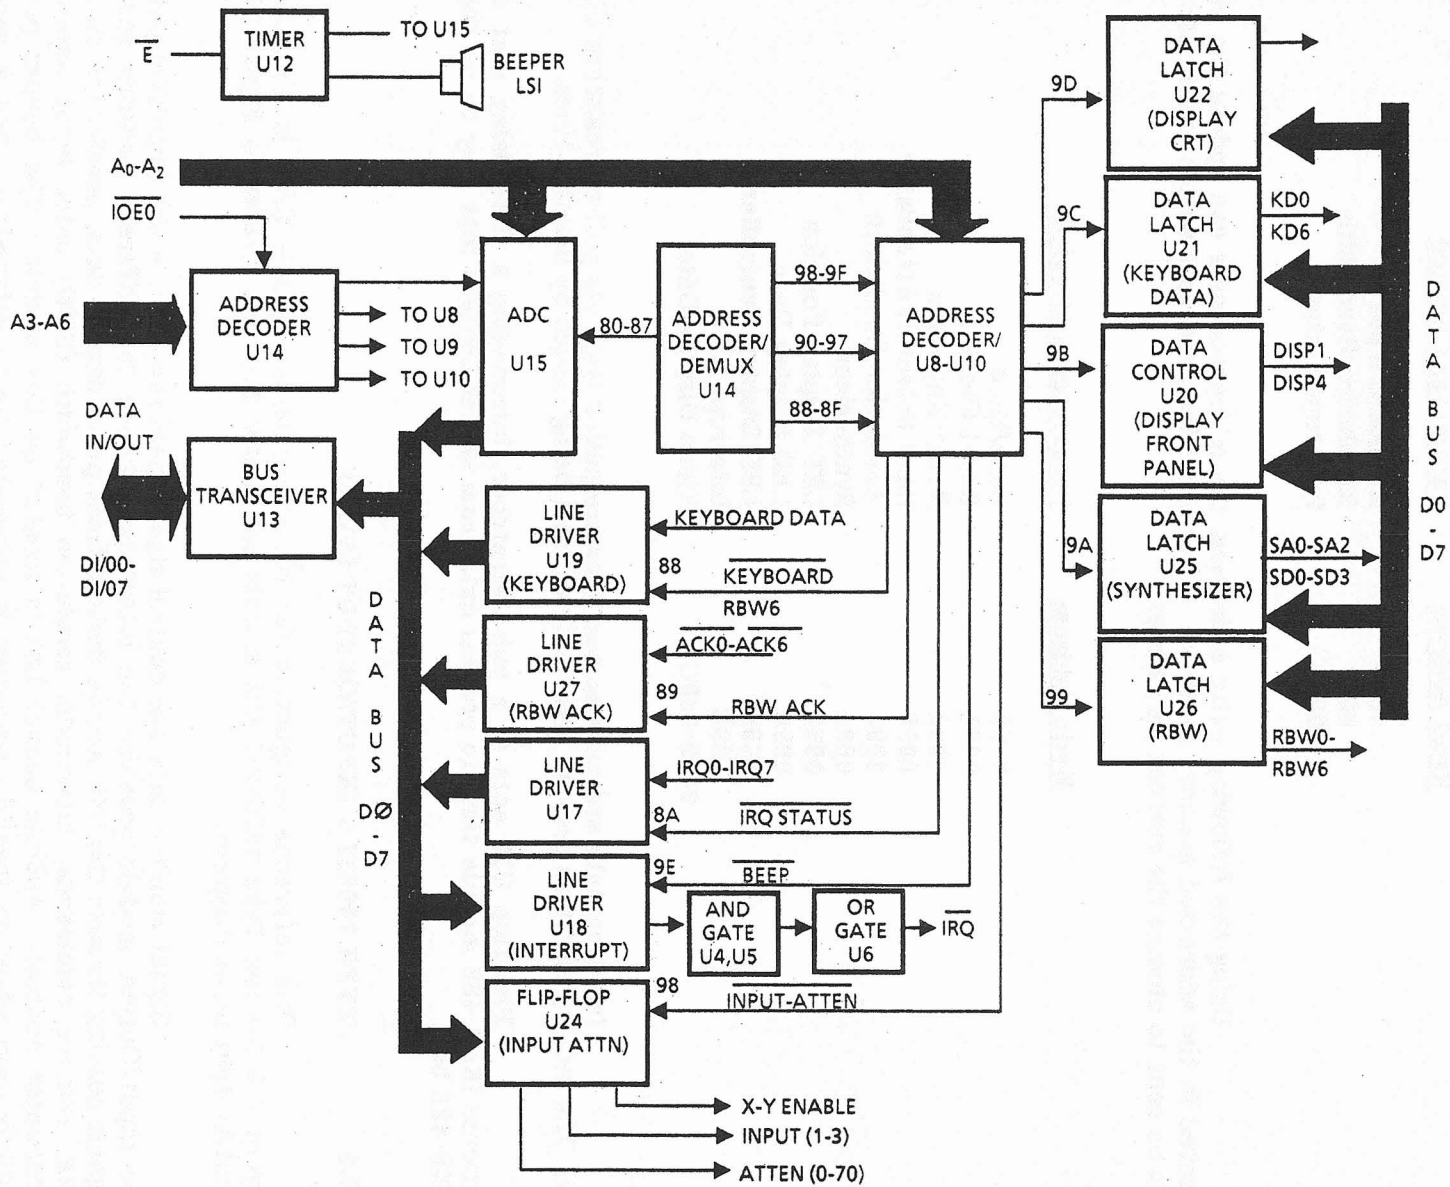 E
TIMER
U12
TO U15
BEEPER
LSI
A0-A2
IOE0
A3-A6
ADDRESS
DECODER
U14
TO U8
TO U9
TO U10
ADC
U15
80-87
ADDRESS
DECODER/
DEMUX
U14
98-9F
90-97
88-8F
ADDRESS
DECODER/
U8-U10
DATA
IN/OUT
BUS
TRANSCEIVER
U13
DI/00-
DI/07
DATA BUS
DØ
-
D7
LINE
DRIVER
U19
(KEYBOARD)
KEYBOARD DATA
88
KEYBOARD
RBW6
LINE
DRIVER
U27
(RBW ACK)
ACK0-ACK6
89
RBW ACK
LINE
DRIVER
U17
IRQ0-IRQ7
8A
IRQ STATUS
LINE
DRIVER
U18
(INTERRUPT)
9E
BEEP
AND
GATE
U4,U5
OR
GATE
U6
IRQ
FLIP-FLOP
U24
(INPUT ATTN)
98
INPUT-ATTEN
X-Y ENABLE
INPUT (1-3)
ATTEN (0-70)
9D
DATA
LATCH
U22
(DISPLAY
CRT)
9C
DATA
LATCH
U21
(KEYBOARD
DATA)
KD0
KD6
9B
DATA
CONTROL
U20
(DISPLAY
FRONT
PANEL)
DISP1
DISP4
9A
DATA
LATCH
U25
(SYNTHESIZER)
SA0-SA2
SD0-SD3
99
DATA
LATCH
U26
(RBW)
RBW0-
RBW6
DATA BUS
D0
-
D7